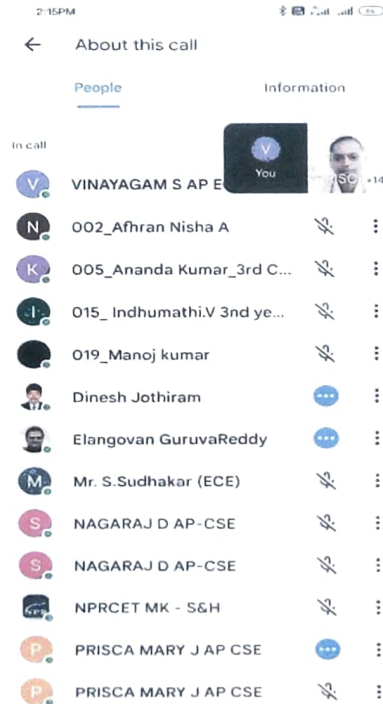 2:15PM
About this call
People
Information
In call
V
You
+14
V
VINAYAGAM S AP E
N
002_Afhran Nisha A
K
005_Ananda Kumar_3rd C...
I
015_ Indhumathi.V 3nd ye...
019_Manoj kumar
Dinesh Jothiram
Elangovan GuruvaReddy
M
Mr. S.Sudhakar (ECE)
S
NAGARAJ D AP-CSE
S
NAGARAJ D AP-CSE
NPRCET MK - S&H
P
PRISCA MARY J AP CSE
P
PRISCA MARY J AP CSE